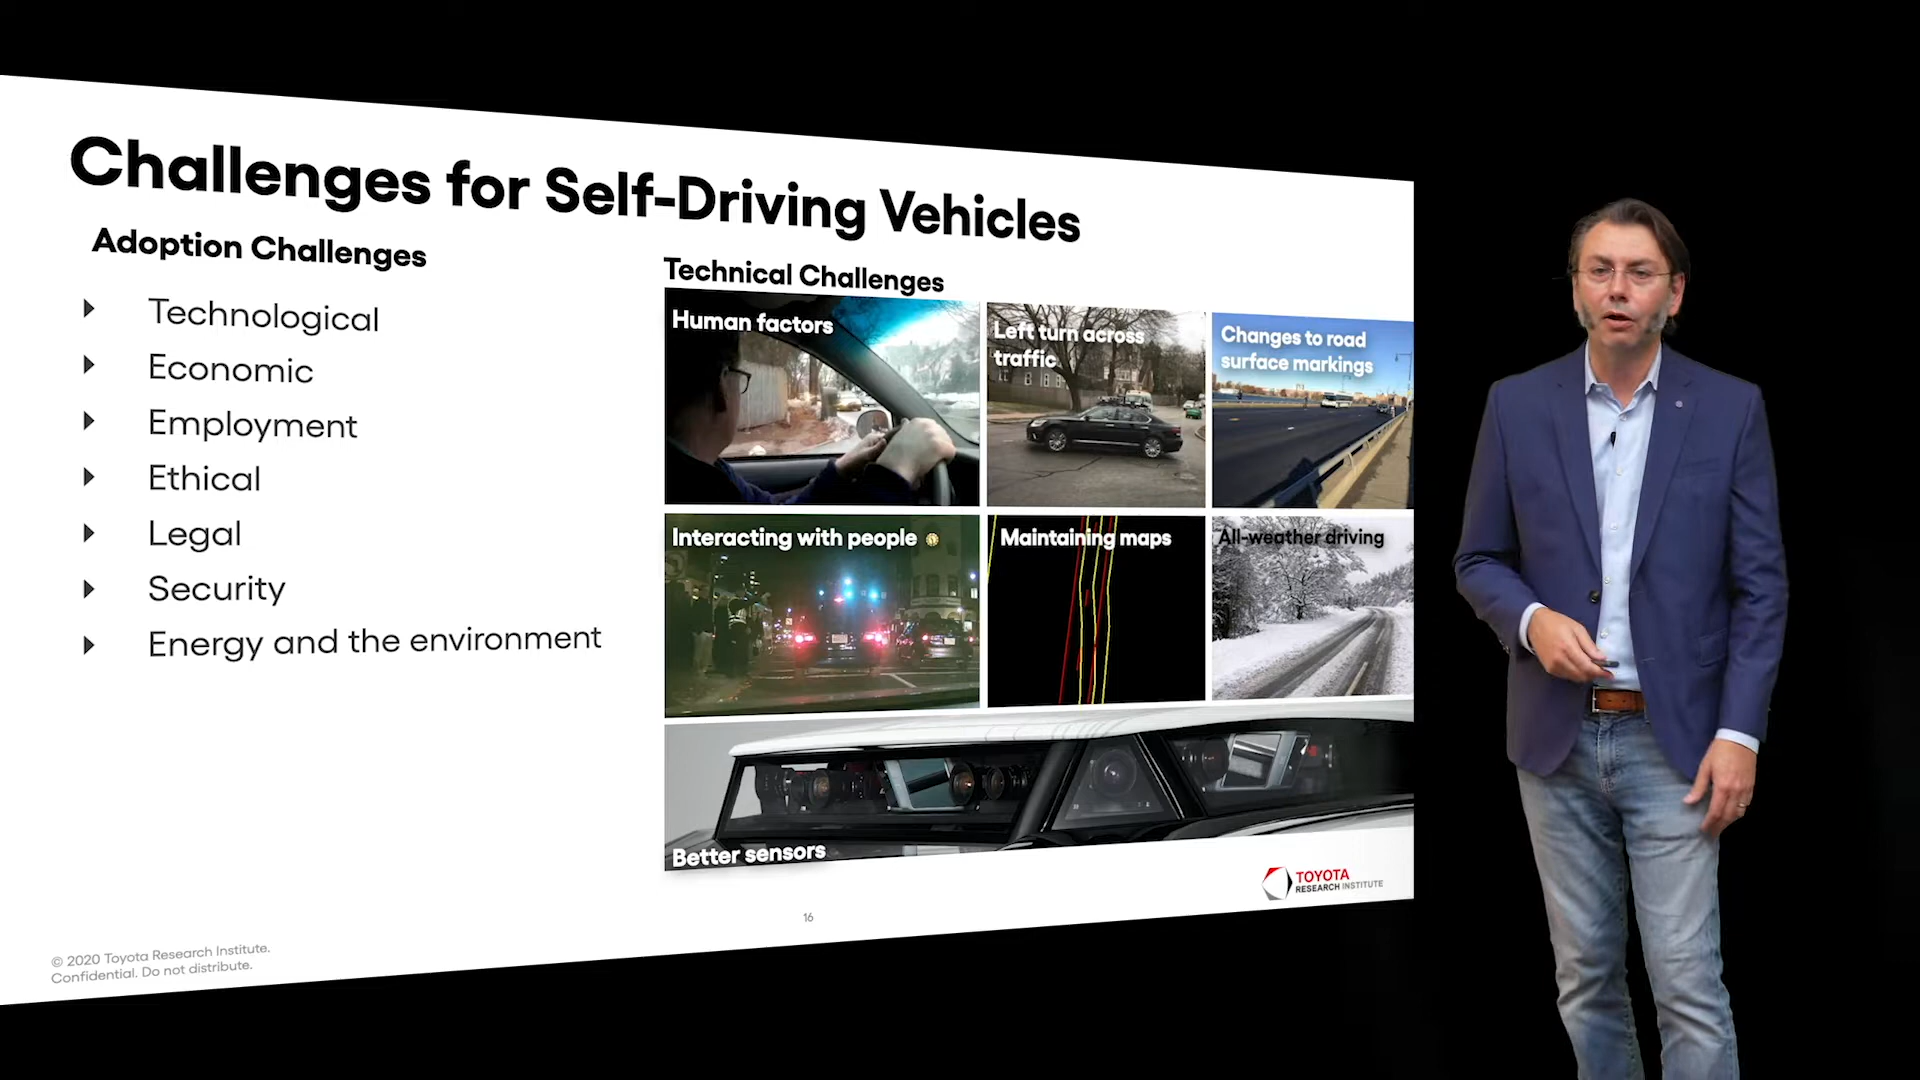 Challenges for Self-Driving Vehicles
Adoption Challenges
Technological
Economic
Employment
Ethical
Legal
Security
Energy and the environment
Technical Challenges
Human factors
Left turn across
traffic
Changes to road
surface markings
Interacting with people
Maintaining maps
All-weather driving
Better sensors
TOYOTA
RESEARCH INSTITUTE
16
© 2020 Toyota Research Institute.
Confidential. Do not distribute.